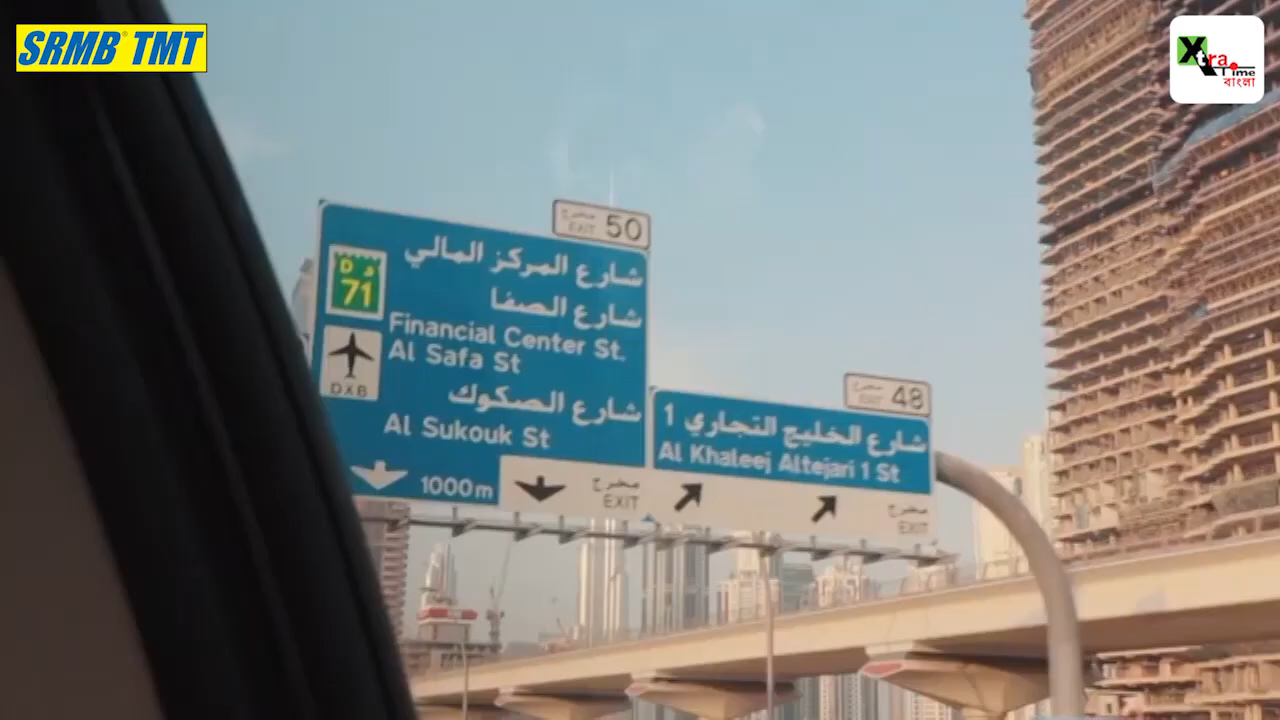 SRMB® TMT
Xtra
Time
বাংলা
مخرج
EXIT 50
شارع المركز المالي
شارع الصفا
D د
71
Financial Center St.
Al Safa St
DXB
شارع الصكوك
Al Sukouk St
1000m
مخرج
EXIT
مخرج
EXIT 48
شارع الخليج التجاري 1
Al Khaleej Altejari 1 St
مخرج
EXIT